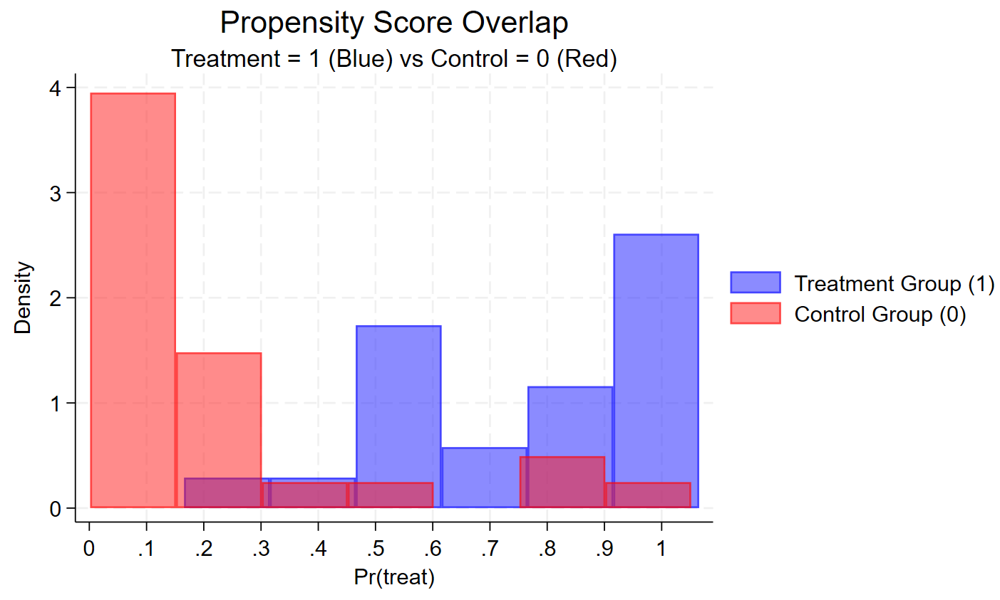 Propensity Score Overlap
Treatment = 1 (Blue) vs Control = 0 (Red)
4
3
2
1
0
Density
0 .1 .2 .3 .4 .5 .6 .7 .8 .9 1
Pr(treat)
Treatment Group (1)
Control Group (0)